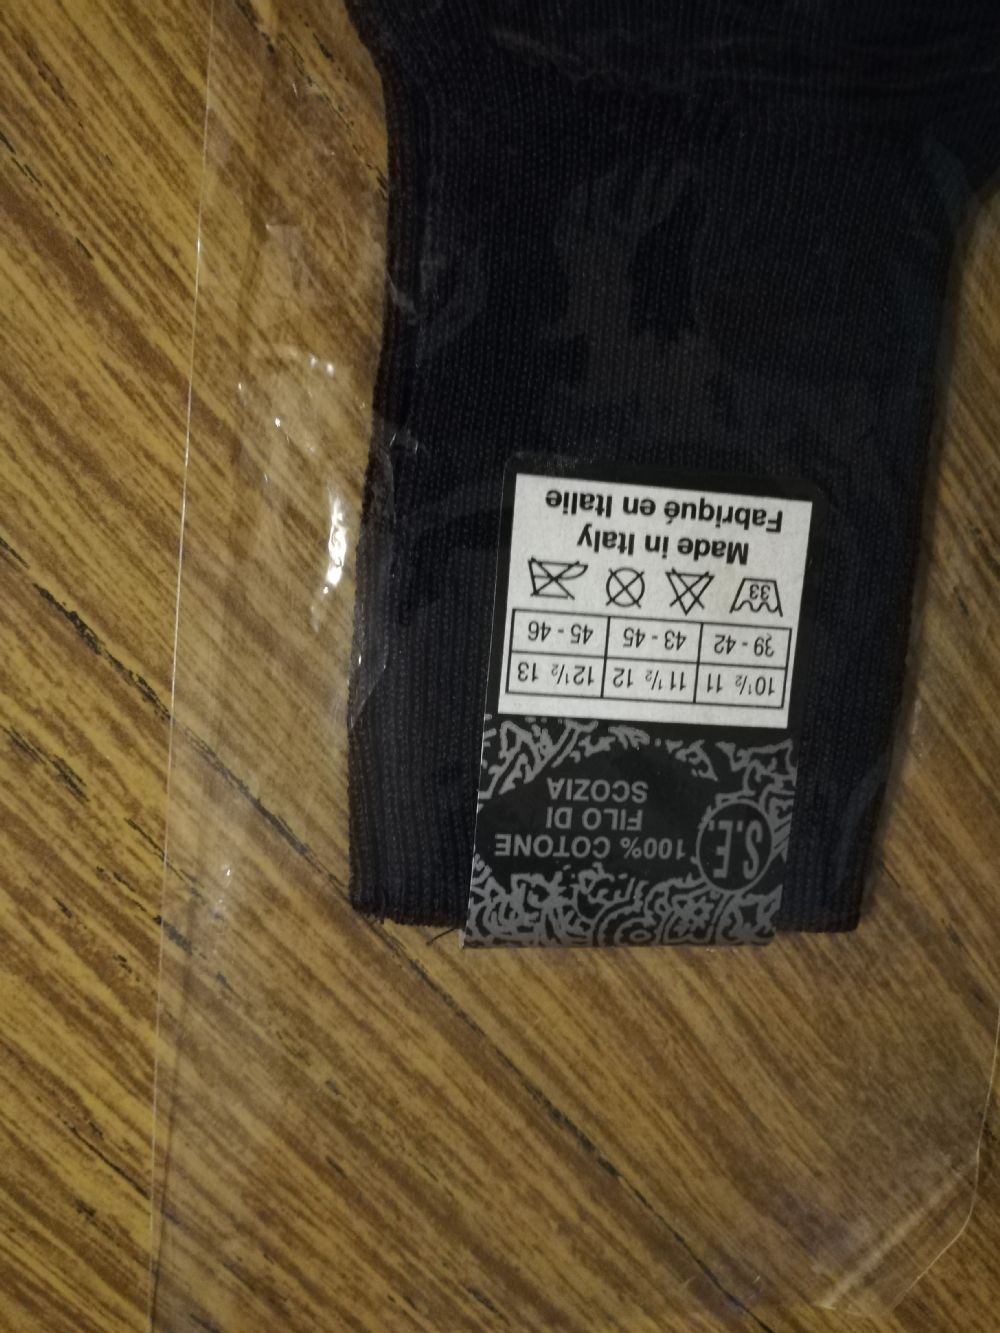 S.E.
100% COTONE
FILO DI
SCOZIA
10½ 11 | 11½ 12 | 12½ 13
39 - 42 | 43 - 45 | 45 - 46
33
Made in Italy
Fabriqué en Italie